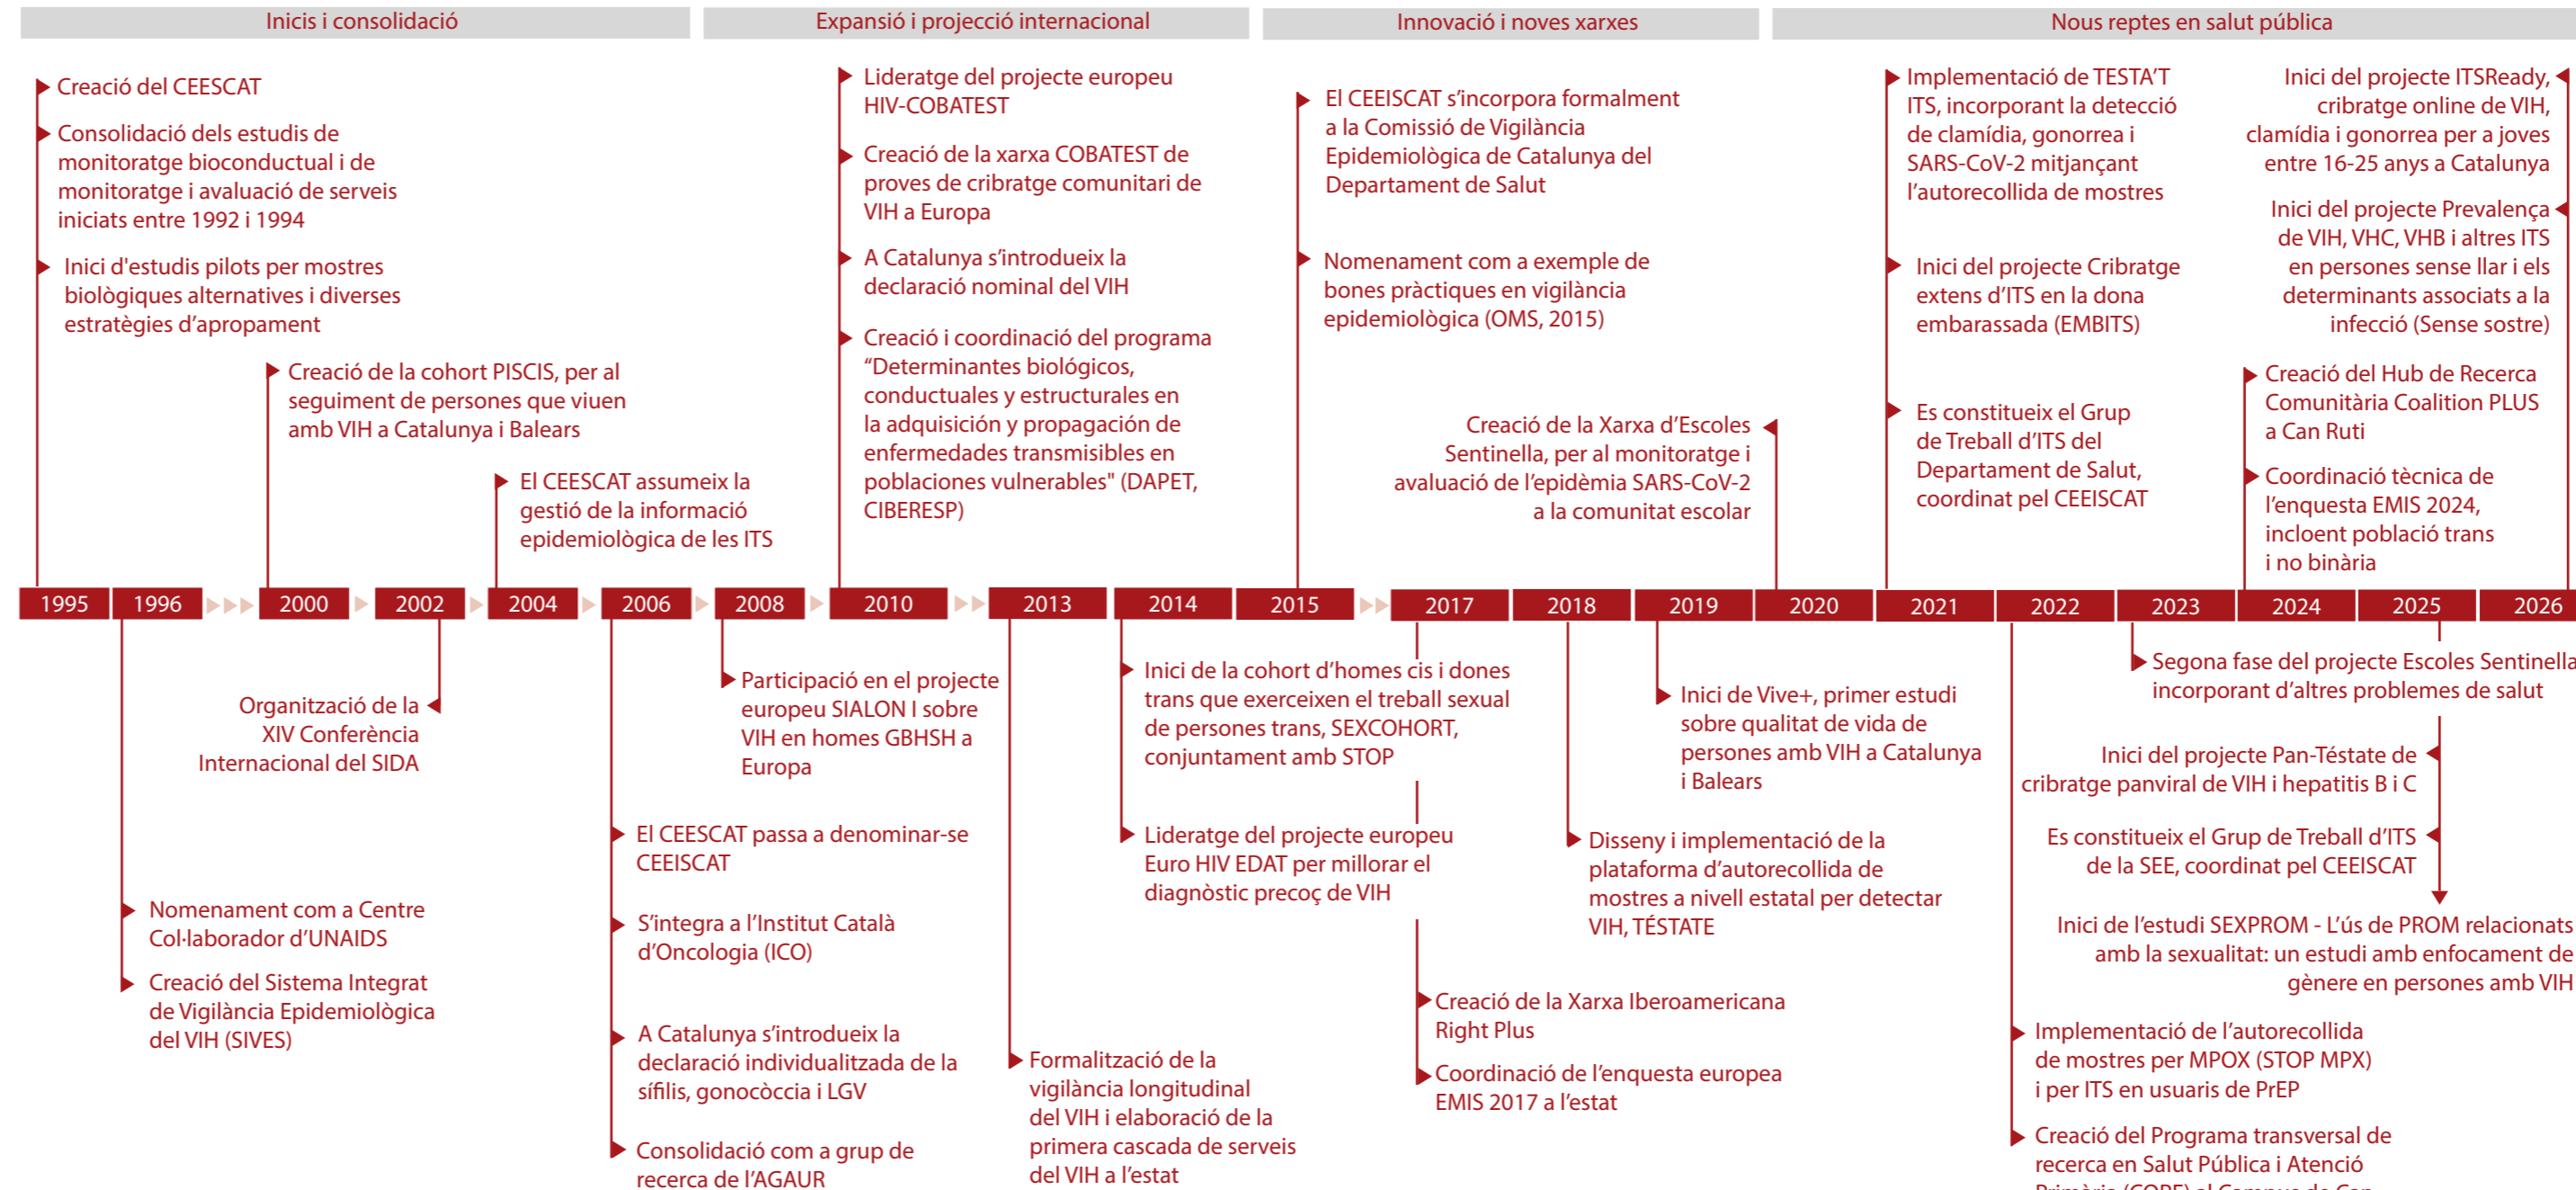 Inicis i consolidació
Expansió i projecció internacional
Innovació i noves xarxes
Nous reptes en salut pública
Creació del CEESCAT
Consolidació dels estudis de
monitoratge bioconductual i de
monitoratge i avaluació de serveis
iniciats entre 1992 i 1994
Inici d'estudis pilots per mostres
biològiques alternatives i diverses
estratègies d’apropament
Creació de la cohort PISCIS, per al
seguiment de persones que viuen
amb VIH a Catalunya i Balears
El CEESCAT assumeix la
gestió de la informació
epidemiològica de les ITS
Lideratge del projecte europeu
HIV-COBATEST
Creació de la xarxa COBATEST de
proves de cribratge comunitari de
VIH a Europa
A Catalunya s’introdueix la
declaració nominal del VIH
Creació i coordinació del programa
“Determinantes biológicos,
conductuales y estructurales en
la adquisición y propagación de
enfermedades transmisibles en
poblaciones vulnerables" (DAPET,
CIBERESP)
El CEEISCAT s’incorpora formalment
a la Comissió de Vigilància
Epidemiològica de Catalunya del
Departament de Salut
Nomenament com a exemple de
bones pràctiques en vigilància
epidemiològica (OMS, 2015)
Creació de la Xarxa d’Escoles
Sentinella, per al monitoratge i
avaluació de l’epidèmia SARS-CoV-2
a la comunitat escolar
Implementació de TESTA’T
ITS, incorporant la detecció
de clamídia, gonorrea i
SARS-CoV-2 mitjançant
l’autorecollida de mostres
Inici del projecte Cribratge
extens d’ITS en la dona
embarassada (EMBITS)
Es constitueix el Grup
de Treball d’ITS del
Departament de Salut,
coordinat pel CEEISCAT
Inici del projecte ITSReady,
cribratge online de VIH,
clamídia i gonorrea per a joves
entre 16-25 anys a Catalunya
Inici del projecte Prevalença
de VIH, VHC, VHB i altres ITS
en persones sense llar i els
determinants associats a la
infecció (Sense sostre)
Creació del Hub de Recerca
Comunitària Coalition PLUS
a Can Ruti
Coordinació tècnica de
l’enquesta EMIS 2024,
incloent població trans
i no binària
1995
1996
2000
2002
2004
2006
2008
2010
2013
2014
2015
2017
2018
2019
2020
2021
2022
2023
2024
2025
2026
Organització de la
XIV Conferència
Internacional del SIDA
Nomenament com a Centre
Col·laborador d’UNAIDS
Creació del Sistema Integrat
de Vigilància Epidemiològica
del VIH (SIVES)
Participació en el projecte
europeu SIALON I sobre
VIH en homes GBHSH a
Europa
El CEESCAT passa a denominar-se
CEEISCAT
S’integra a l’Institut Català
d’Oncologia (ICO)
A Catalunya s’introdueix la
declaració individualitzada de la
sífilis, gonocòccia i LGV
Consolidació com a grup de
recerca de l’AGAUR
Formalització de la
vigilància longitudinal
del VIH i elaboració de la
primera cascada de serveis
del VIH a l’estat
Inici de la cohort d’homes cis i dones
trans que exerceixen el treball sexual
de persones trans, SEXCOHORT,
conjuntament amb STOP
Lideratge del projecte europeu
Euro HIV EDAT per millorar el
diagnòstic precoç de VIH
Creació de la Xarxa Iberoamericana
Right Plus
Coordinació de l’enquesta europea
EMIS 2017 a l’estat
Disseny i implementació de la
plataforma d’autorecollida de
mostres a nivell estatal per detectar
VIH, TÉSTATE
Inici de Vive+, primer estudi
sobre qualitat de vida de
persones amb VIH a Catalunya
i Balears
Segona fase del projecte Escoles Sentinella
incorporant d’altres problemes de salut
Inici del projecte Pan-Téstate de
cribratge panviral de VIH i hepatitis B i C
Es constitueix el Grup de Treball d’ITS
de la SEE, coordinat pel CEEISCAT
Inici de l’estudi SEXPROM - L’ús de PROM relacionats
amb la sexualitat: un estudi amb enfocament de
gènere en persones amb VIH
Implementació de l’autorecollida
de mostres per MPOX (STOP MPX)
i per ITS en usuaris de PrEP
Creació del Programa transversal de
recerca en Salut Pública i Atenció
Primària (CORE) al Campus de Can